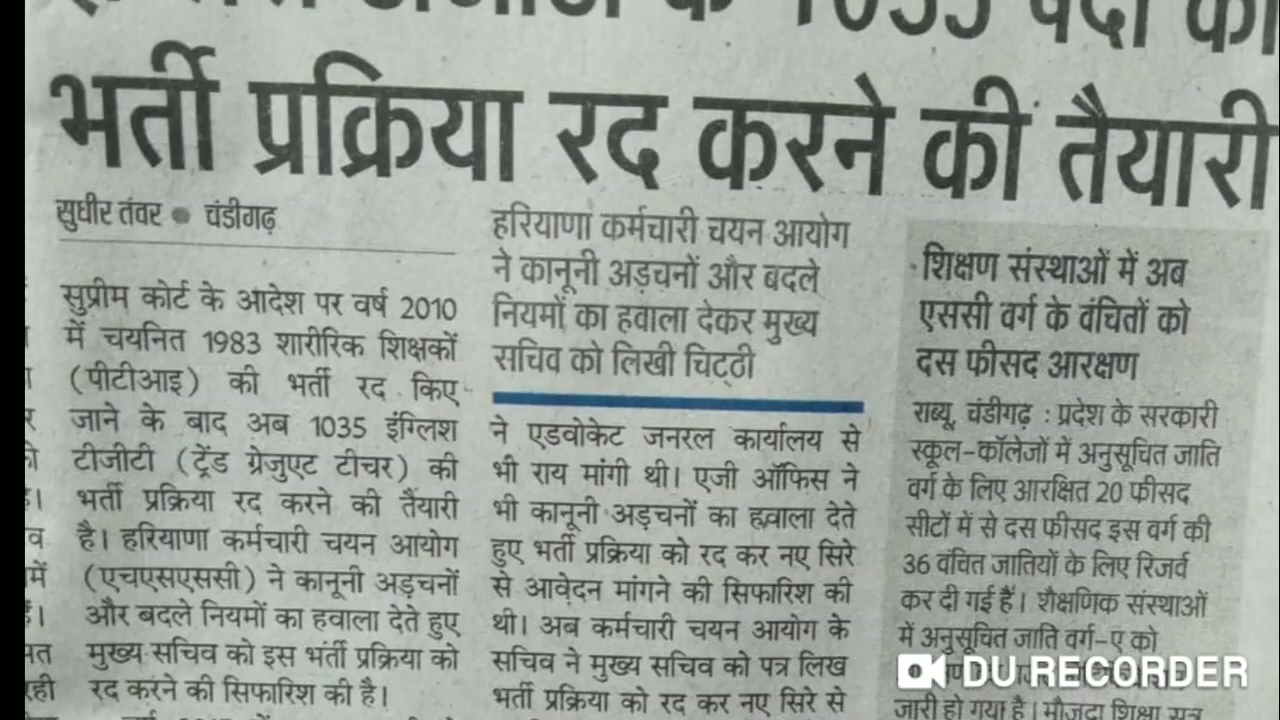 के 1035 पदों की
भर्ती प्रक्रिया रद करने की तैयारी
सुधीर तंवर ● चंडीगढ़
सुप्रीम कोर्ट के आदेश पर वर्ष 2010
में चयनित 1983 शारीरिक शिक्षकों
(पीटीआइ) की भर्ती रद किए
जाने के बाद अब 1035 इंग्लिश
टीजीटी (ट्रेंड ग्रेजुएट टीचर) की
भर्ती प्रक्रिया रद करने की तैयारी
है। हरियाणा कर्मचारी चयन आयोग
(एचएसएससी) ने कानूनी अड़चनों
और बदले नियमों का हवाला देते हुए
मुख्य सचिव को इस भर्ती प्रक्रिया को
रद करने की सिफारिश की है।
हरियाणा कर्मचारी चयन आयोग
ने कानूनी अड़चनों और बदले
नियमों का हवाला देकर मुख्य
सचिव को लिखी चिट्ठी
ने एडवोकेट जनरल कार्यालय से
भी राय मांगी थी। एजी ऑफिस ने
भी कानूनी अड़चनों का हवाला देते
हुए भर्ती प्रक्रिया को रद कर नए सिरे
से आवेदन मांगने की सिफारिश की
थी। अब कर्मचारी चयन आयोग के
सचिव ने मुख्य सचिव को पत्र लिख
भर्ती प्रक्रिया को रद कर नए सिरे से
शिक्षण संस्थाओं में अब
एससी वर्ग के वंचितों को
दस फीसद आरक्षण
राब्यू, चंडीगढ़ : प्रदेश के सरकारी
स्कूल-कॉलेजों में अनुसूचित जाति
वर्ग के लिए आरक्षित 20 फीसद
सीटों में से दस फीसद इस वर्ग की
36 वंचित जातियों के लिए रिजर्व
कर दी गई हैं। शैक्षणिक संस्थाओं
में अनुसूचित जाति वर्ग-ए को
जारी हो गया है। मौजूदा शिक्षा सत्र
DU RECORDER